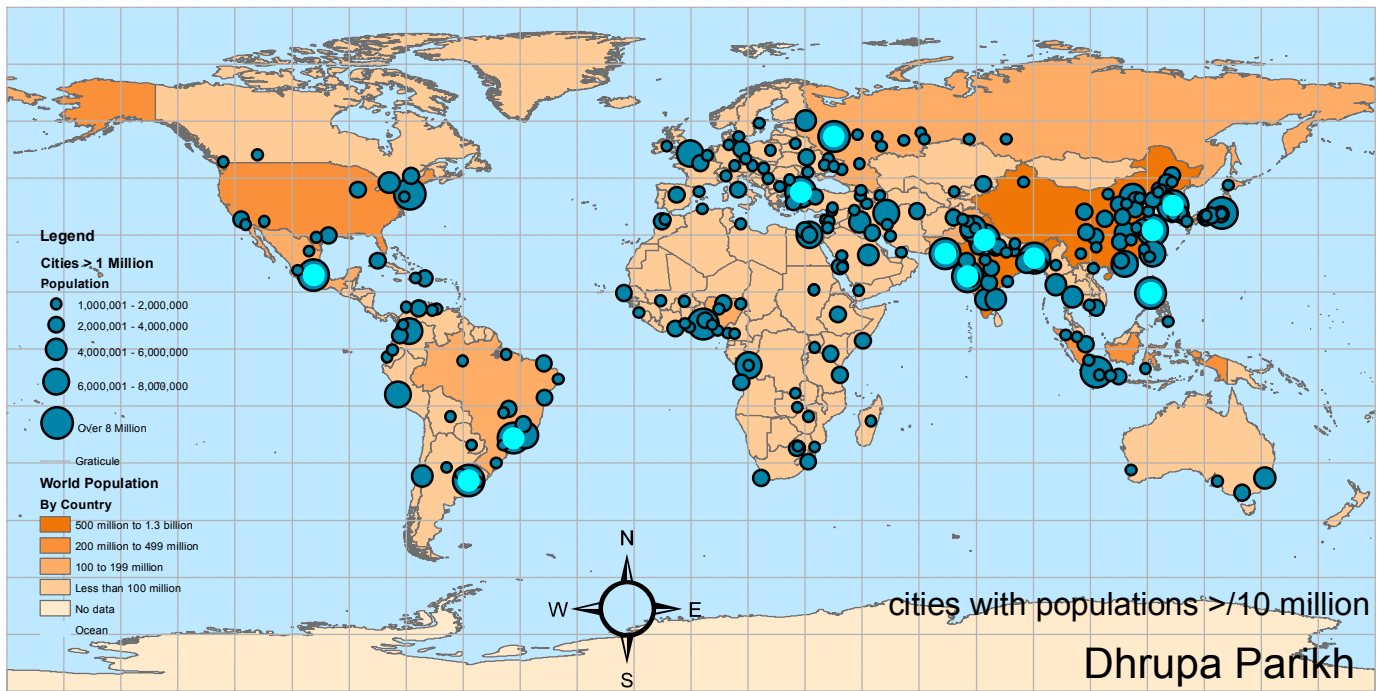 Legend
Cities > 1 Million
Population
1,000,001 - 2,000,000
2,000,001 - 4,000,000
4,000,001 - 6,000,000
6,000,001 - 8,000,000
Over 8 Million
Graticule
World Population
By Country
500 million to 1.3 billion
200 million to 499 million
100 to 199 million
Less than 100 million
No data
Ocean
N
W E
S
cities with populations >/10 million
Dhrupa Parikh